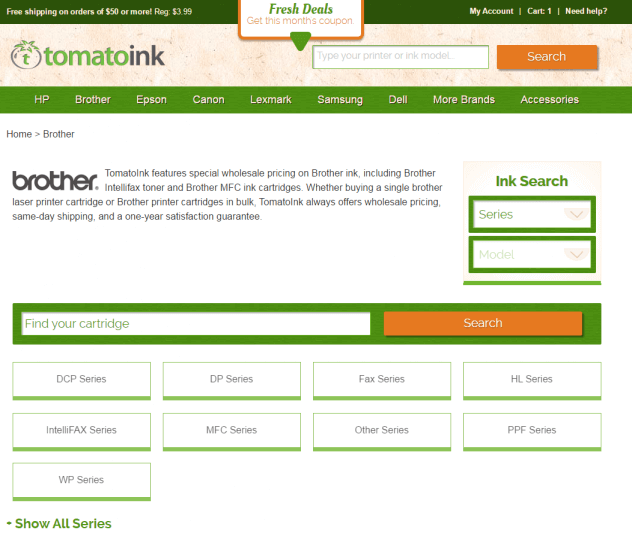 Free shipping on orders of $50 or more! Reg: $3.99
Fresh Deals
Get this months coupon.
My Account | Cart: 1 | Need help?
tomatoink
Type your printer or ink model..
Search
HP Brother Epson Canon Lexmark Samsung Dell More Brands Accessories
Home > Brother
brother.
TomatoInk features special wholesale pricing on Brother ink, including Brother
Intellifax toner and Brother MFC ink cartridges. Whether buying a single brother
laser printer cartridge or Brother printer cartridges in bulk, TomatoInk always offers wholesale pricing,
same-day shipping, and a one-year satisfaction guarantee.
Ink Search
Series
Model
Find your cartridge
Search
DCP Series DP Series Fax Series HL Series
IntelliFAX Series MFC Series Other Series PPF Series
WP Series
Show All Series